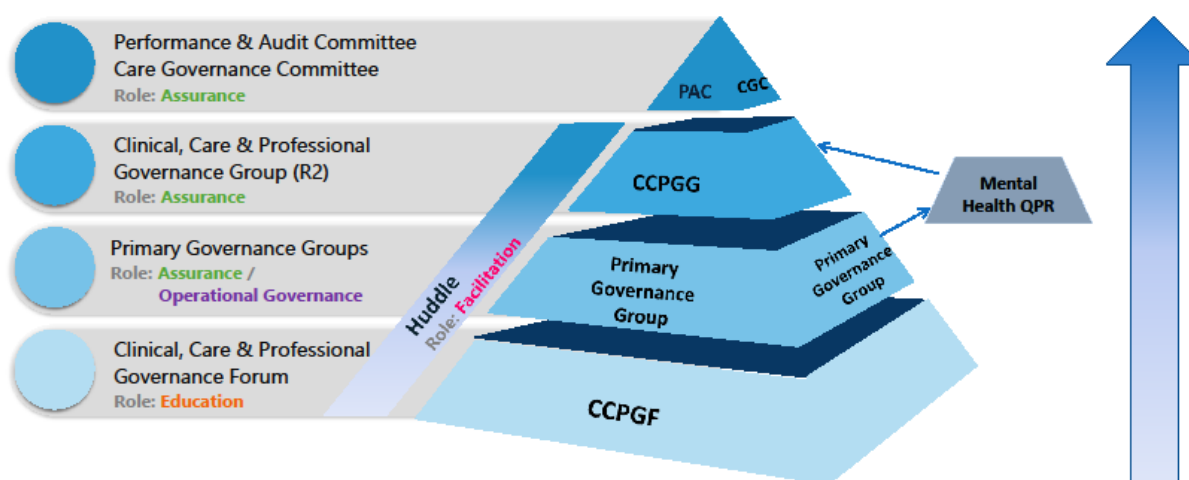 Performance & Audit Committee
Care Governance Committee
Role: Assurance
Clinical, Care & Professional
Governance Group (R2)
Role: Assurance
Primary Governance Groups
Role: Assurance /
Operational Governance
Clinical, Care & Professional
Governance Forum
Role: Education
Huddle
Role: Facilitation
PAC
CGC
CCPGG
Primary
Governance
Group
Primary
Governance
Group
CCPGF
Mental
Health QPR